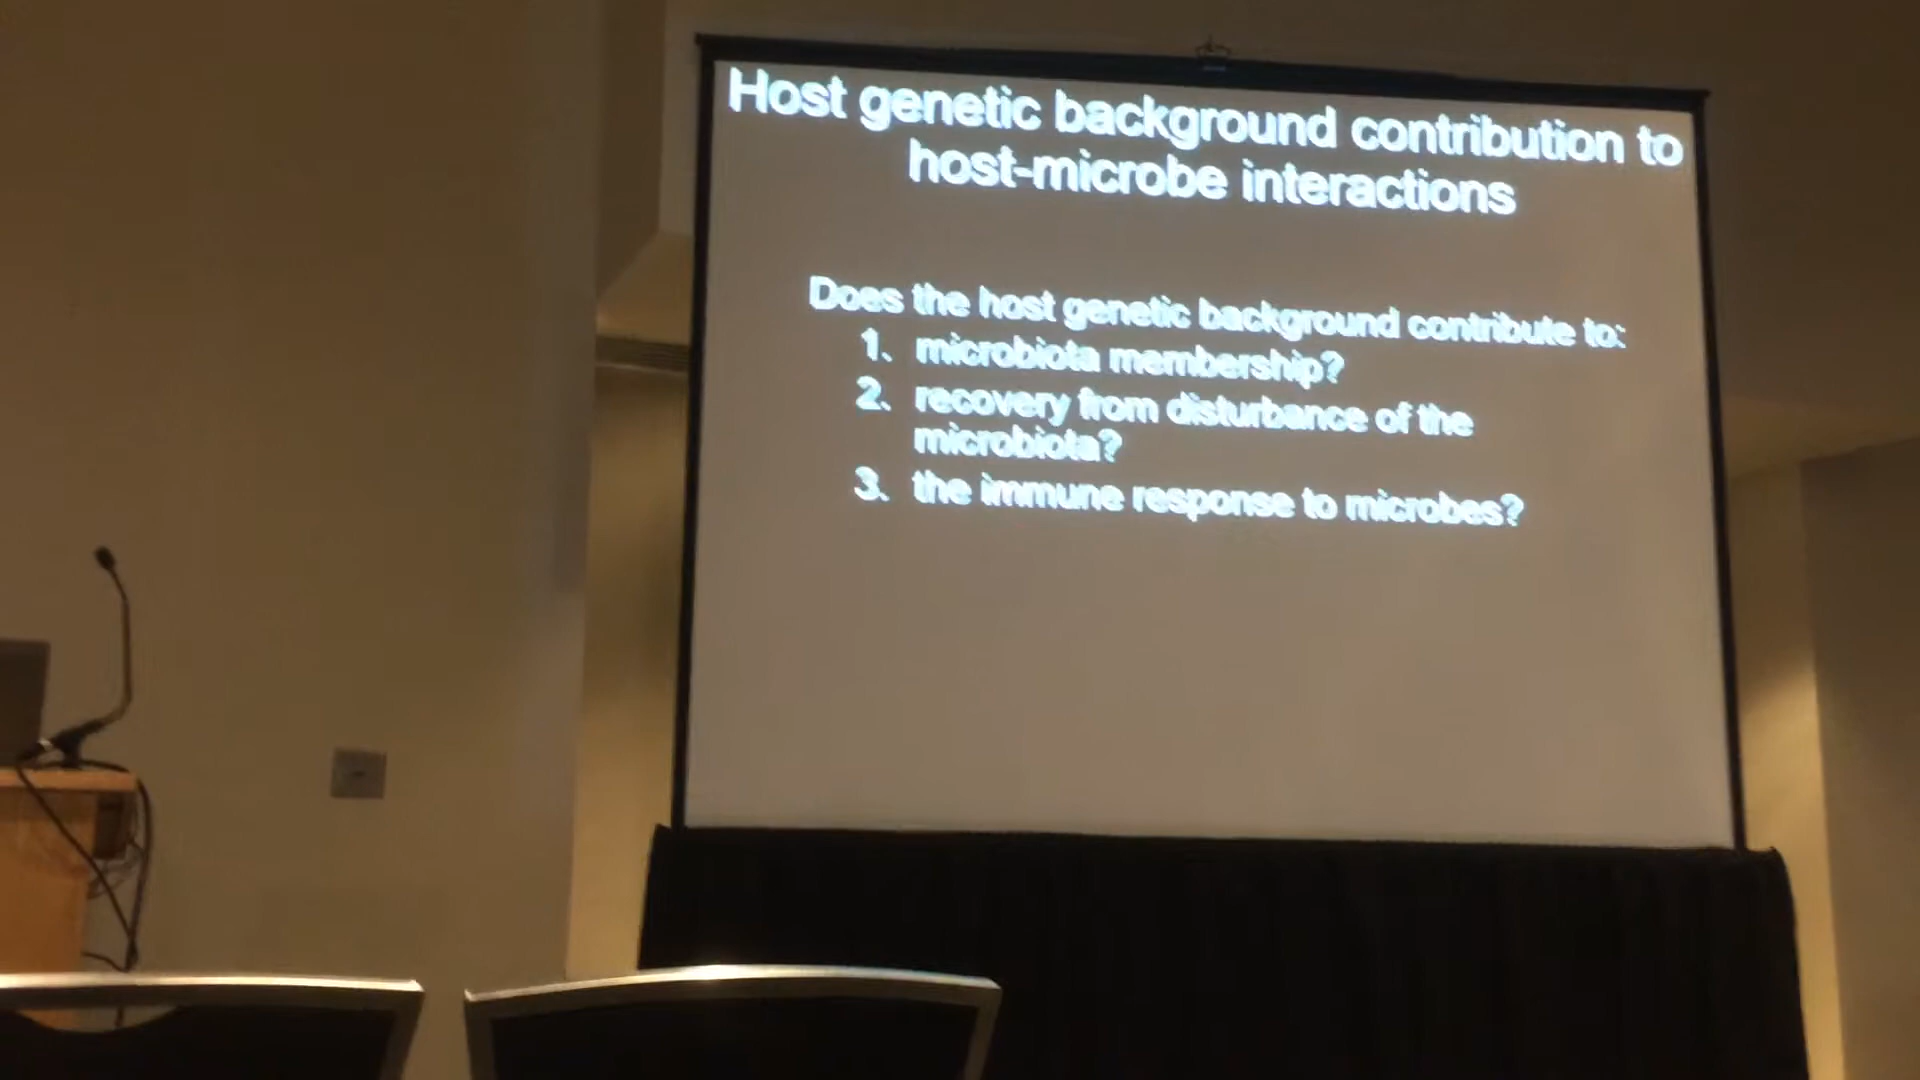 Host genetic background contribution to
host-microbe interactions
Does the host genetic background contribute to:
1. microbiota membership?
2. recovery from disturbance of the
microbiota?
3. the immune response to microbes?